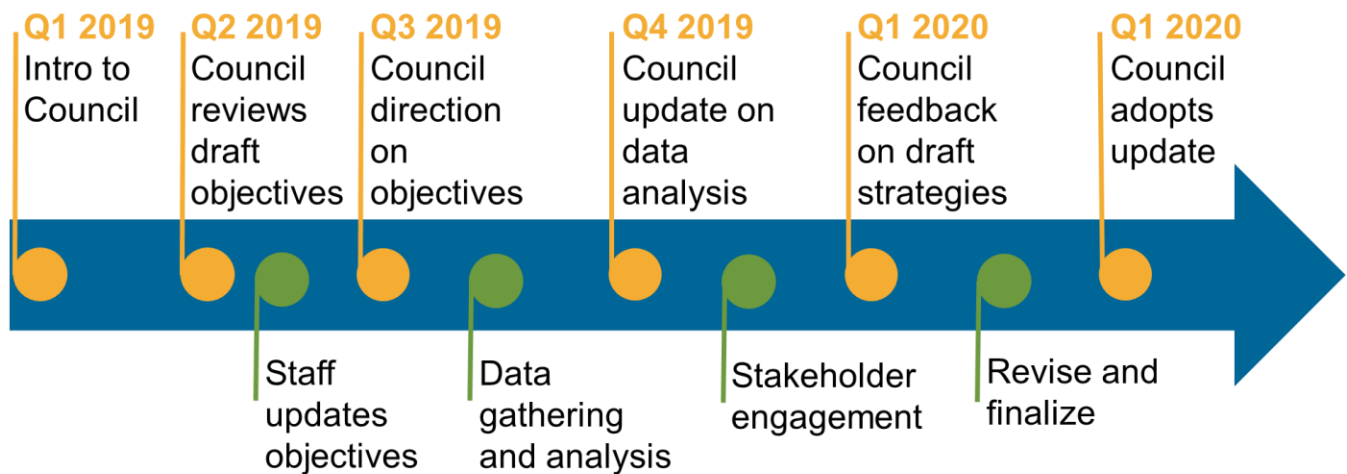 Q1 2019
Intro to
Council
Q2 2019
Council
reviews
draft
objectives
Q3 2019
Council
direction
on
objectives
Q4 2019
Council
update on
data
analysis
Q1 2020
Council
feedback
on draft
strategies
Q1 2020
Council
adopts
update
Staff
updates
objectives
Data
gathering
and analysis
Stakeholder
engagement
Revise and
finalize